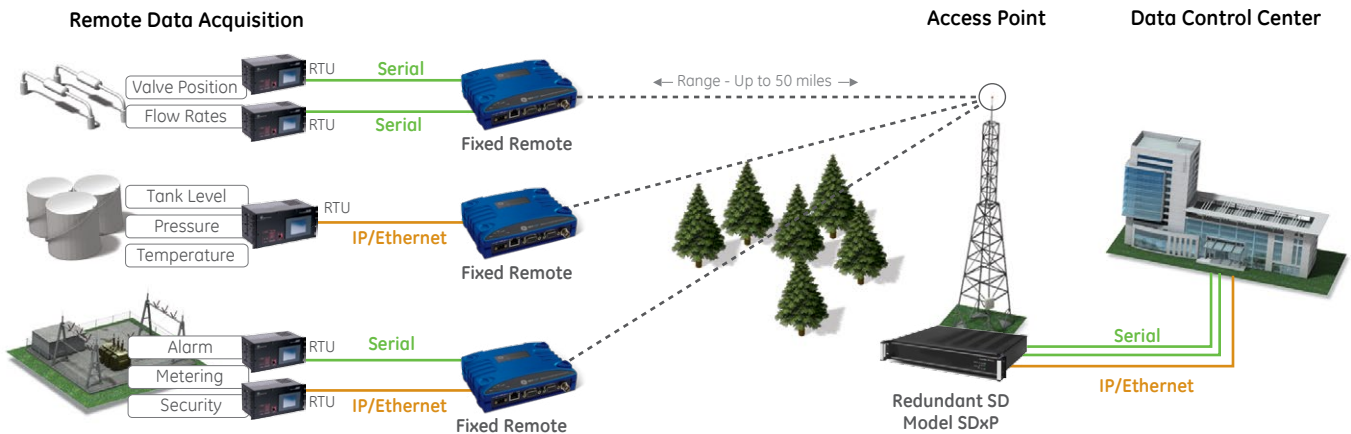 Remote Data Acquisition
Access Point
Data Control Center
Valve Position
RTU
Serial
Flow Rates
RTU
Serial
Fixed Remote
Range - Up to 50 miles
Tank Level
Pressure
Temperature
RTU
IP/Ethernet
Fixed Remote
Alarm
Metering
Security
RTU
Serial
RTU
IP/Ethernet
Fixed Remote
Redundant SD
Model SDxP
Serial
IP/Ethernet